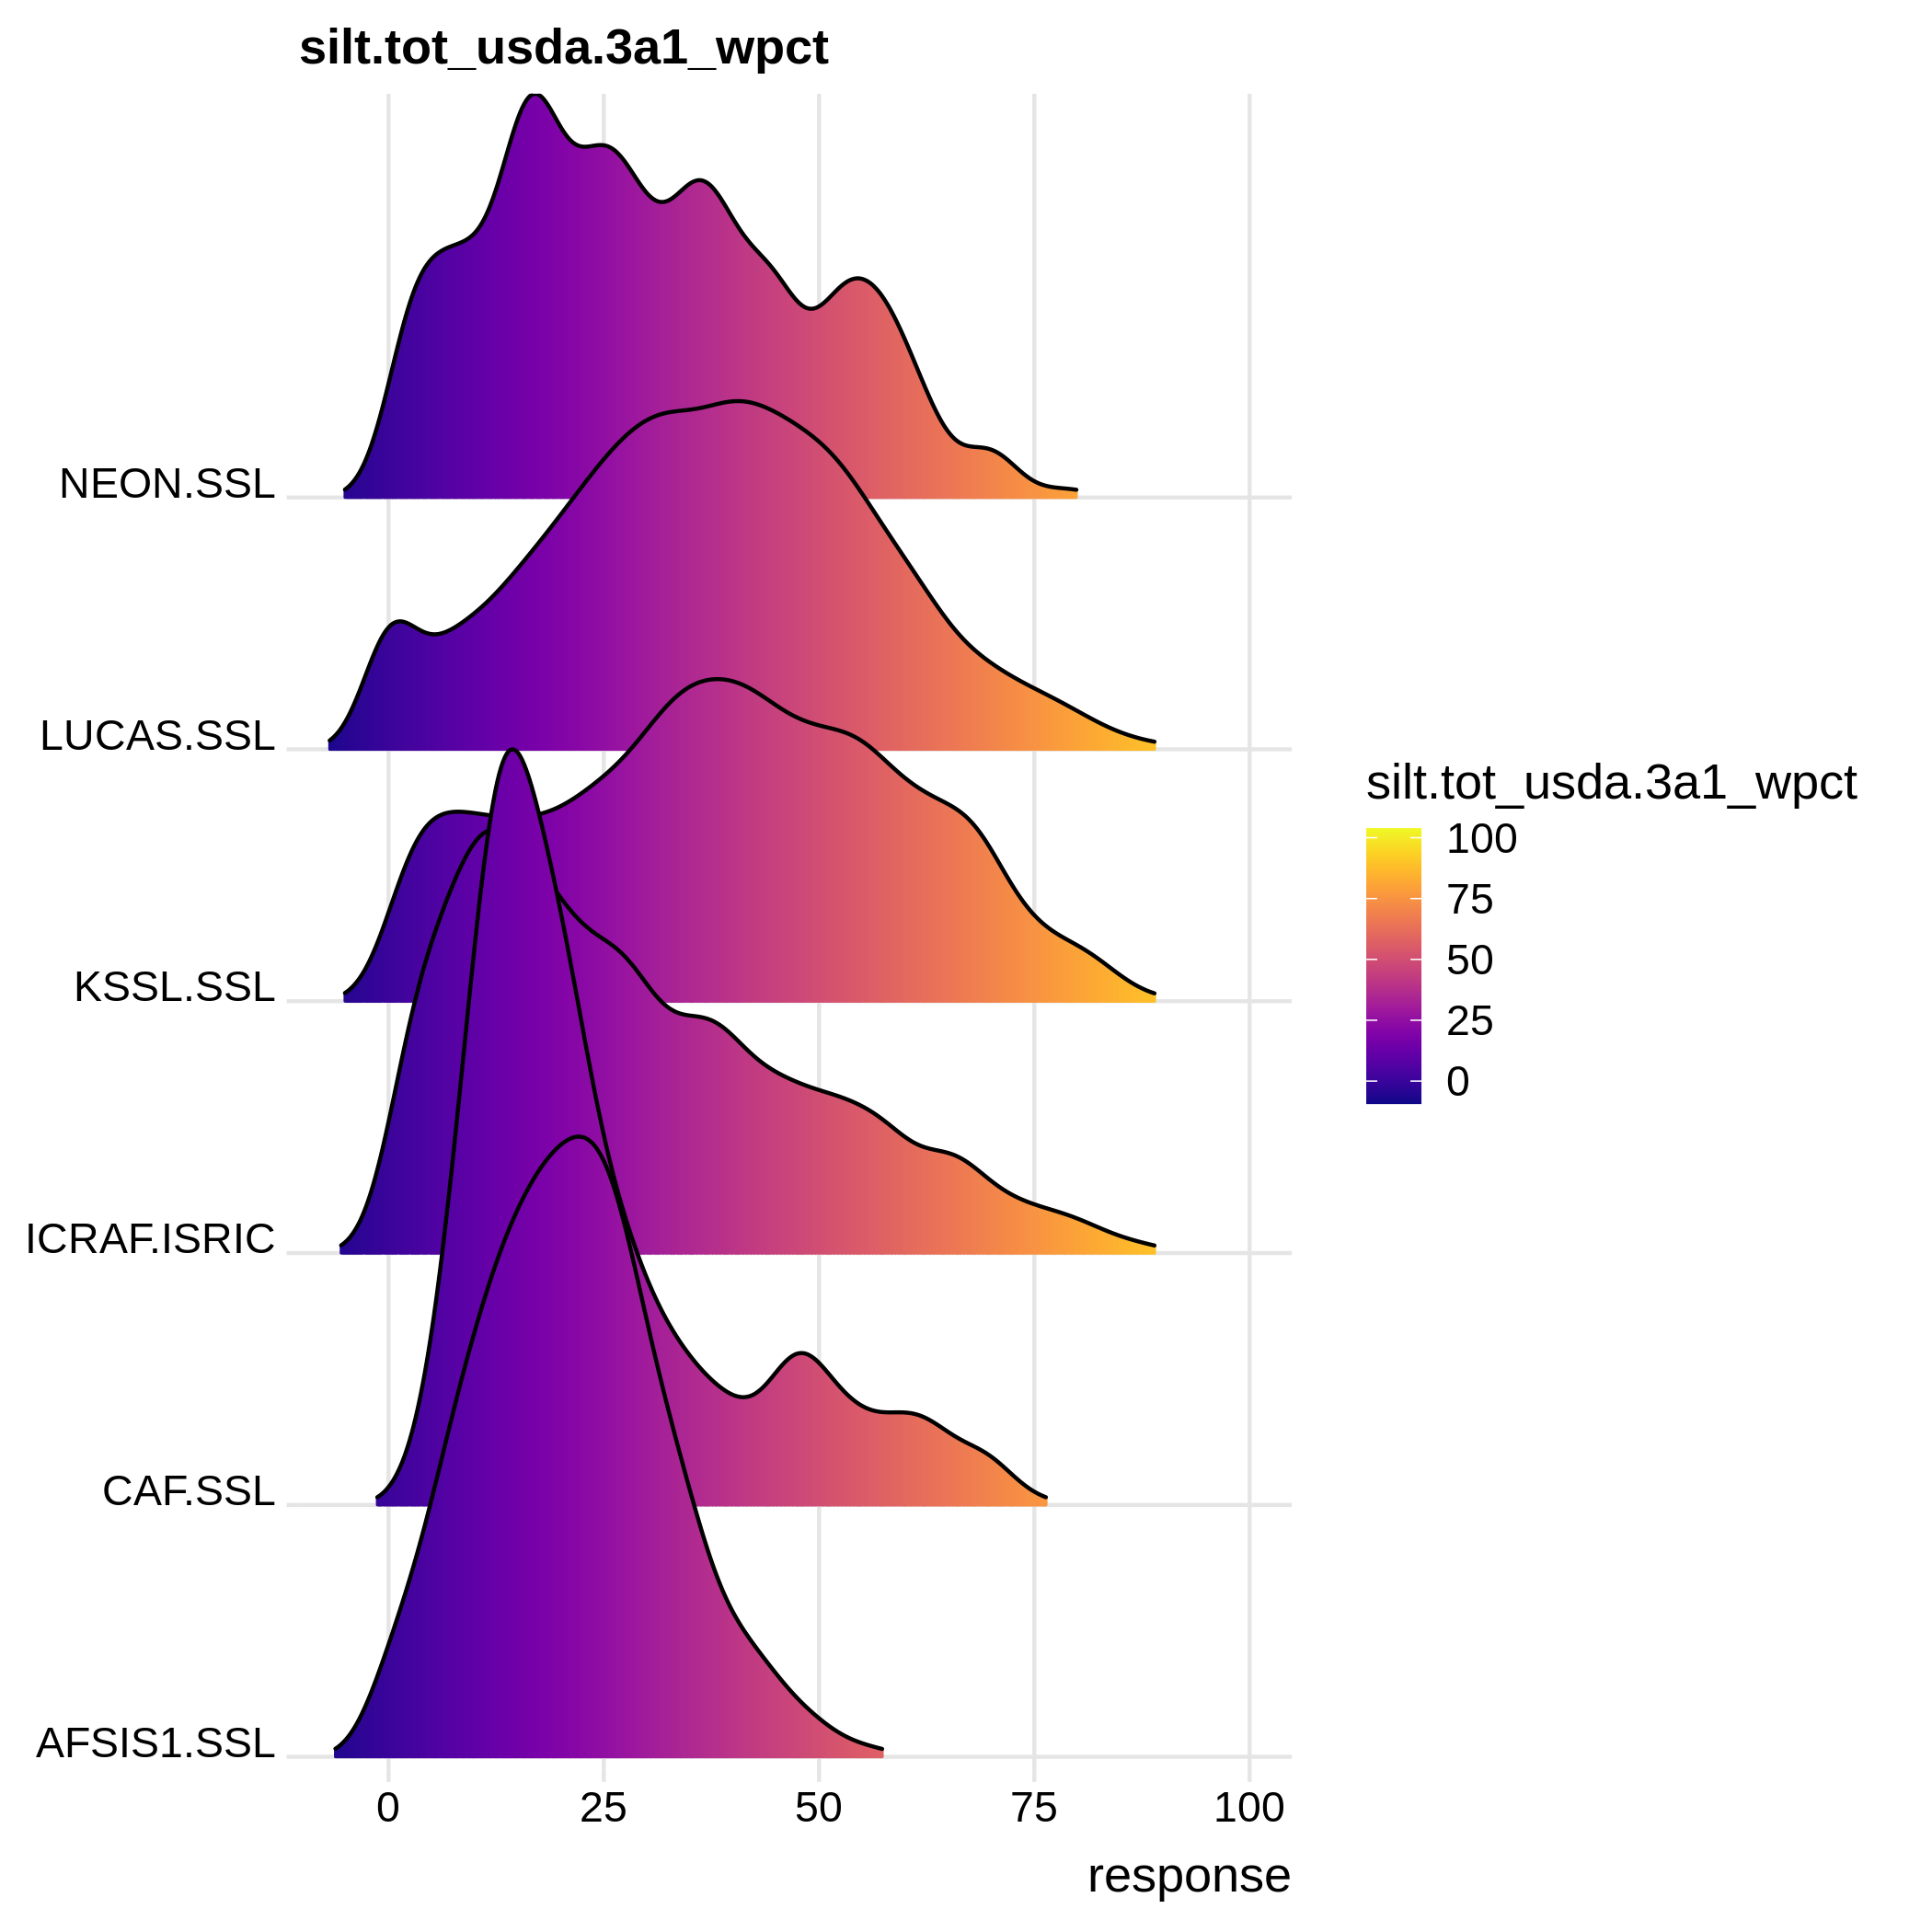 silt.tot_usda.3a1_wpct
NEON.SSL
LUCAS.SSL
KSSL.SSL
ICRAF.ISRIC
CAF.SSL
AFSIS1.SSL
0 25 50 75 100
response
silt.tot_usda.3a1_wpct
100
75
50
25
0